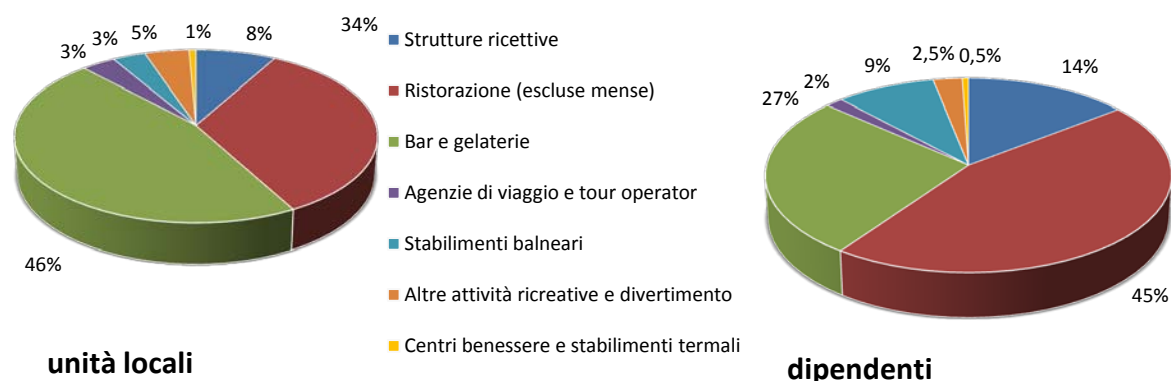 3%
3%
5%
1%
8%
34%
46%
unità locali
Strutture ricettive
Ristorazione (escluse mense)
Bar e gelaterie
Agenzie di viaggio e tour operator
Stabilimenti balneari
Altre attività ricreative e divertimento
Centri benessere e stabilimenti termali
27%
2%
9%
2,5%
0,5%
14%
45%
dipendenti